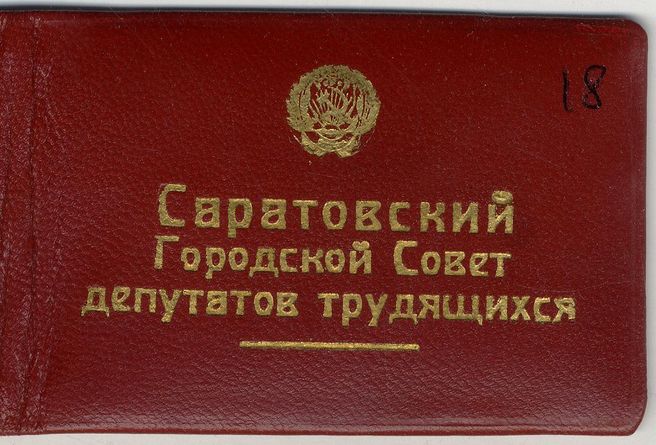 18
Саратовский
Городской Совет
депутатов трудящихся